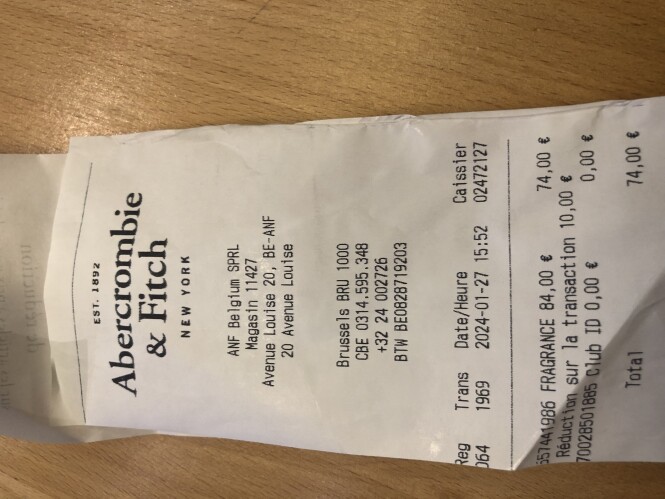 EST. 1892
Abercrombie
& Fitch
NEW YORK
ANF Belgium SPRL
Magasin 11427
Avenue Louise 20, BE-ANF
20 Avenue Louise
Brussels BRU 1000
CBE 0314.595.348
+32 24 002726
BTW BE0828719203
Reg Trans Date/Heure Caissier
064 1969 2024-01-27 15:52 02472127
557441986 FRAGRANCE 84,00 € 74,00 €
Réduction sur la transaction 10,00 €
70028501885 Club ID 0,00 € 0,00 €
Total 74,00 €